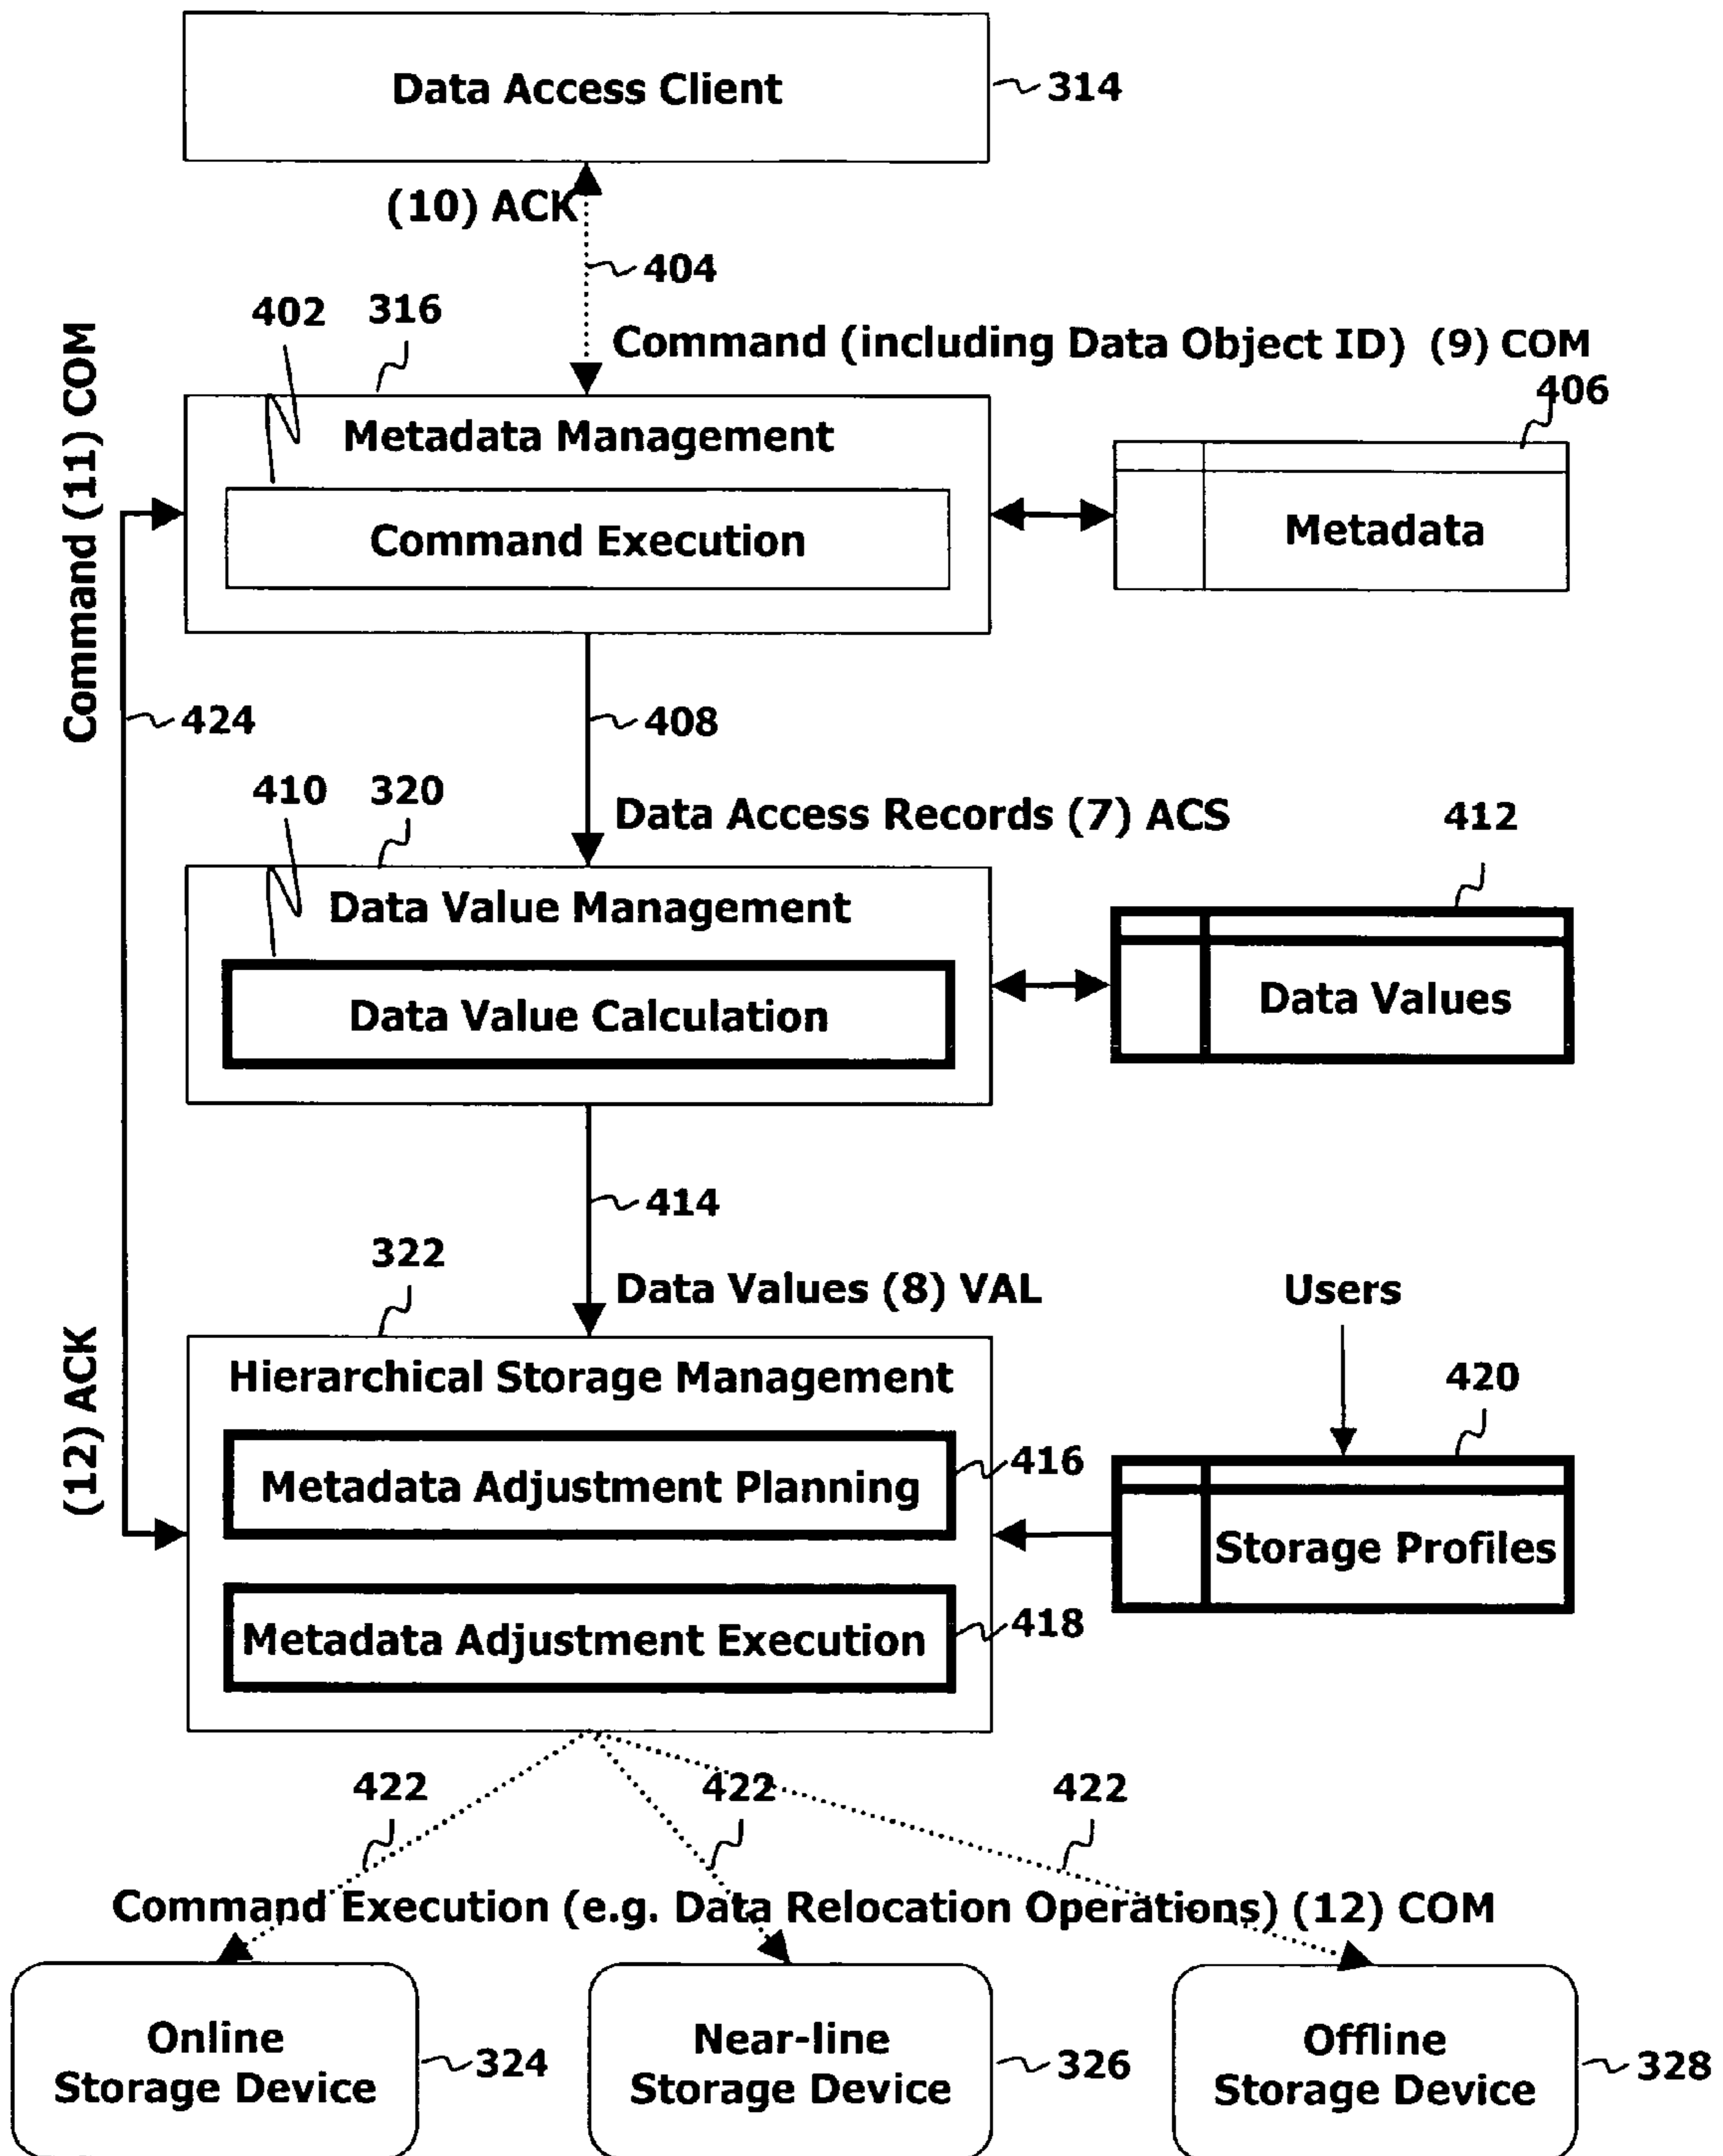 Data Access Client
314
(10) ACK
404
402
316
Command (including Data Object ID) (9) COM
406
Metadata Management
Command Execution
Metadata
Command (11) COM
424
408
410
320
Data Access Records (7) ACS
412
Data Value Management
Data Value Calculation
Data Values
414
322
Data Values (8) VAL
Users
(12) ACK
Hierarchical Storage Management
420
Metadata Adjustment Planning
416
Storage Profiles
Metadata Adjustment Execution
418
422
422
422
Command Execution (e.g. Data Relocation Operations) (12) COM
Online
Storage Device
324
Near-line
Storage Device
326
Offline
Storage Device
328